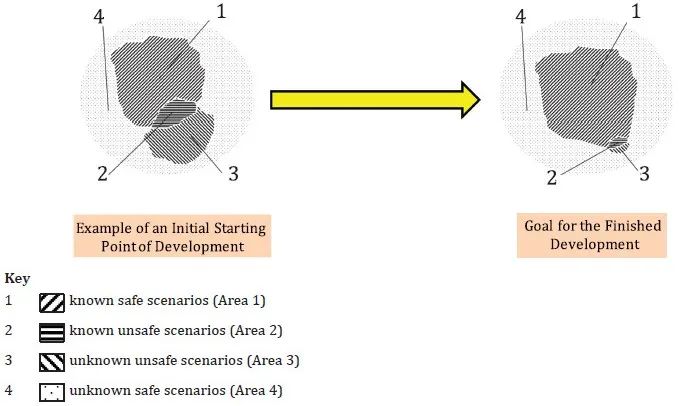 4 1
2 3
Example of an Initial Starting
Point of Development
4 1
2 3
Goal for the Finished
Development
Key
1 known safe scenarios (Area 1)
2 known unsafe scenarios (Area 2)
3 unknown unsafe scenarios (Area 3)
4 unknown safe scenarios (Area 4)